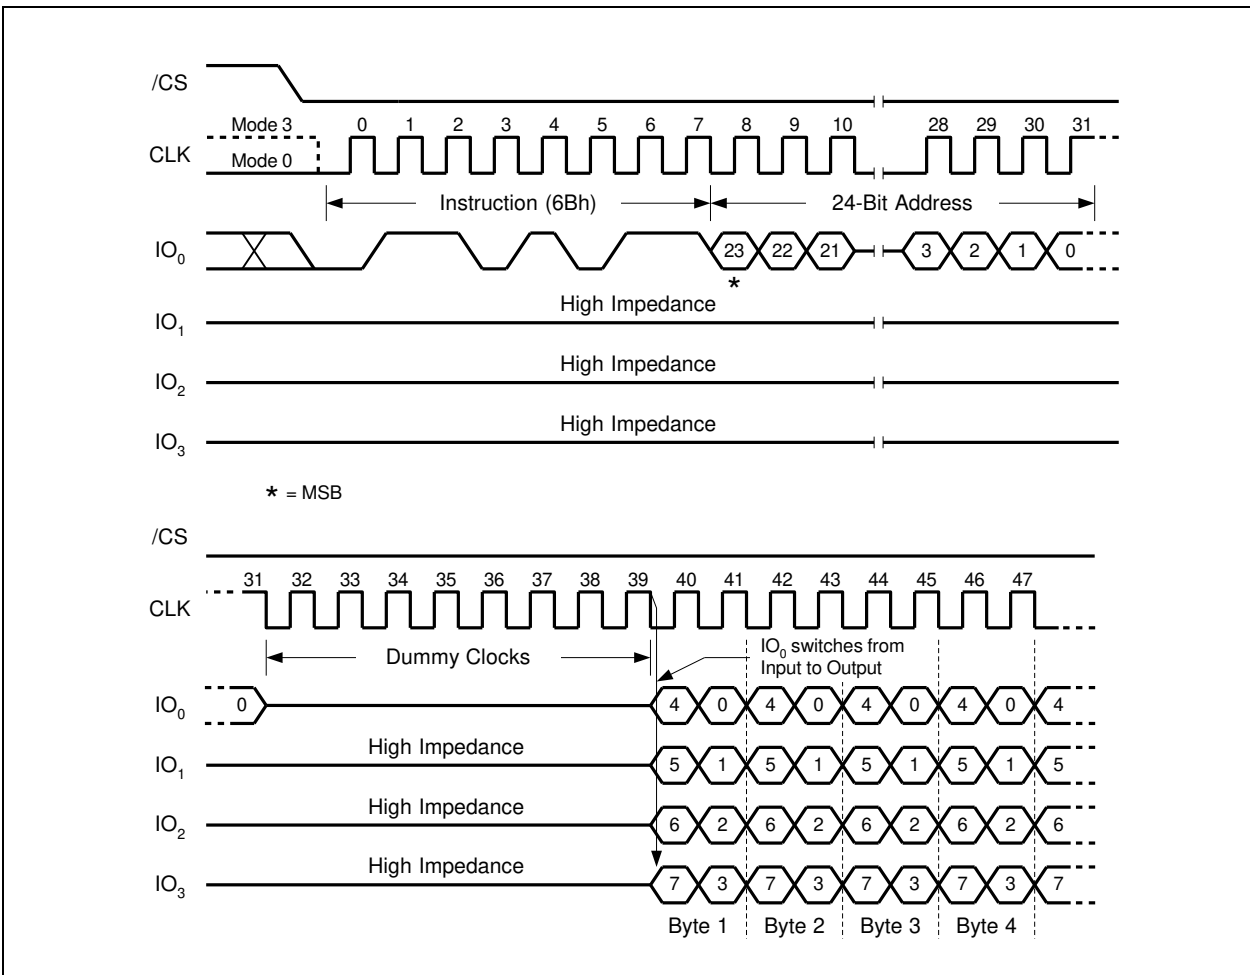 /CS
Mode 3 0 1 2 3 4 5 6 7 8 9 10 28 29 30 31
CLK
Mode 0
Instruction (6Bh) 24-Bit Address
IO0 23 22 21 3 2 1 0
*
High Impedance
IO1
High Impedance
IO2
High Impedance
IO3
* = MSB
/CS
31 32 33 34 35 36 37 38 39 40 41 42 43 44 45 46 47
CLK
Dummy Clocks
IO0 switches from
Input to Output
IO0 0 4 0 4 0 4 0 4 0 4
High Impedance
IO1 5 1 5 1 5 1 5 1 5
High Impedance
IO2 6 2 6 2 6 2 6 2 6
High Impedance
IO3 7 3 7 3 7 3 7 3 7
Byte 1 Byte 2 Byte 3 Byte 4